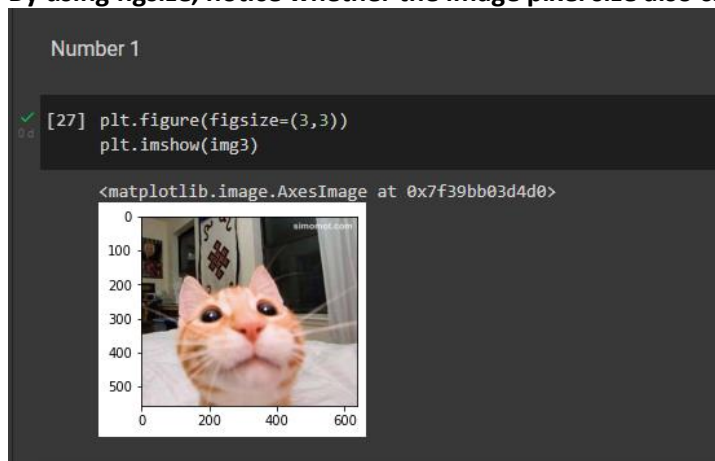 Number 1
[27] plt.figure(figsize=(3,3))
0 d
plt.imshow(img3)
<matplotlib.image.AxesImage at 0x7f39bb03d4d0>
simomot.com
0
100
200
300
400
500
0 200 400 600